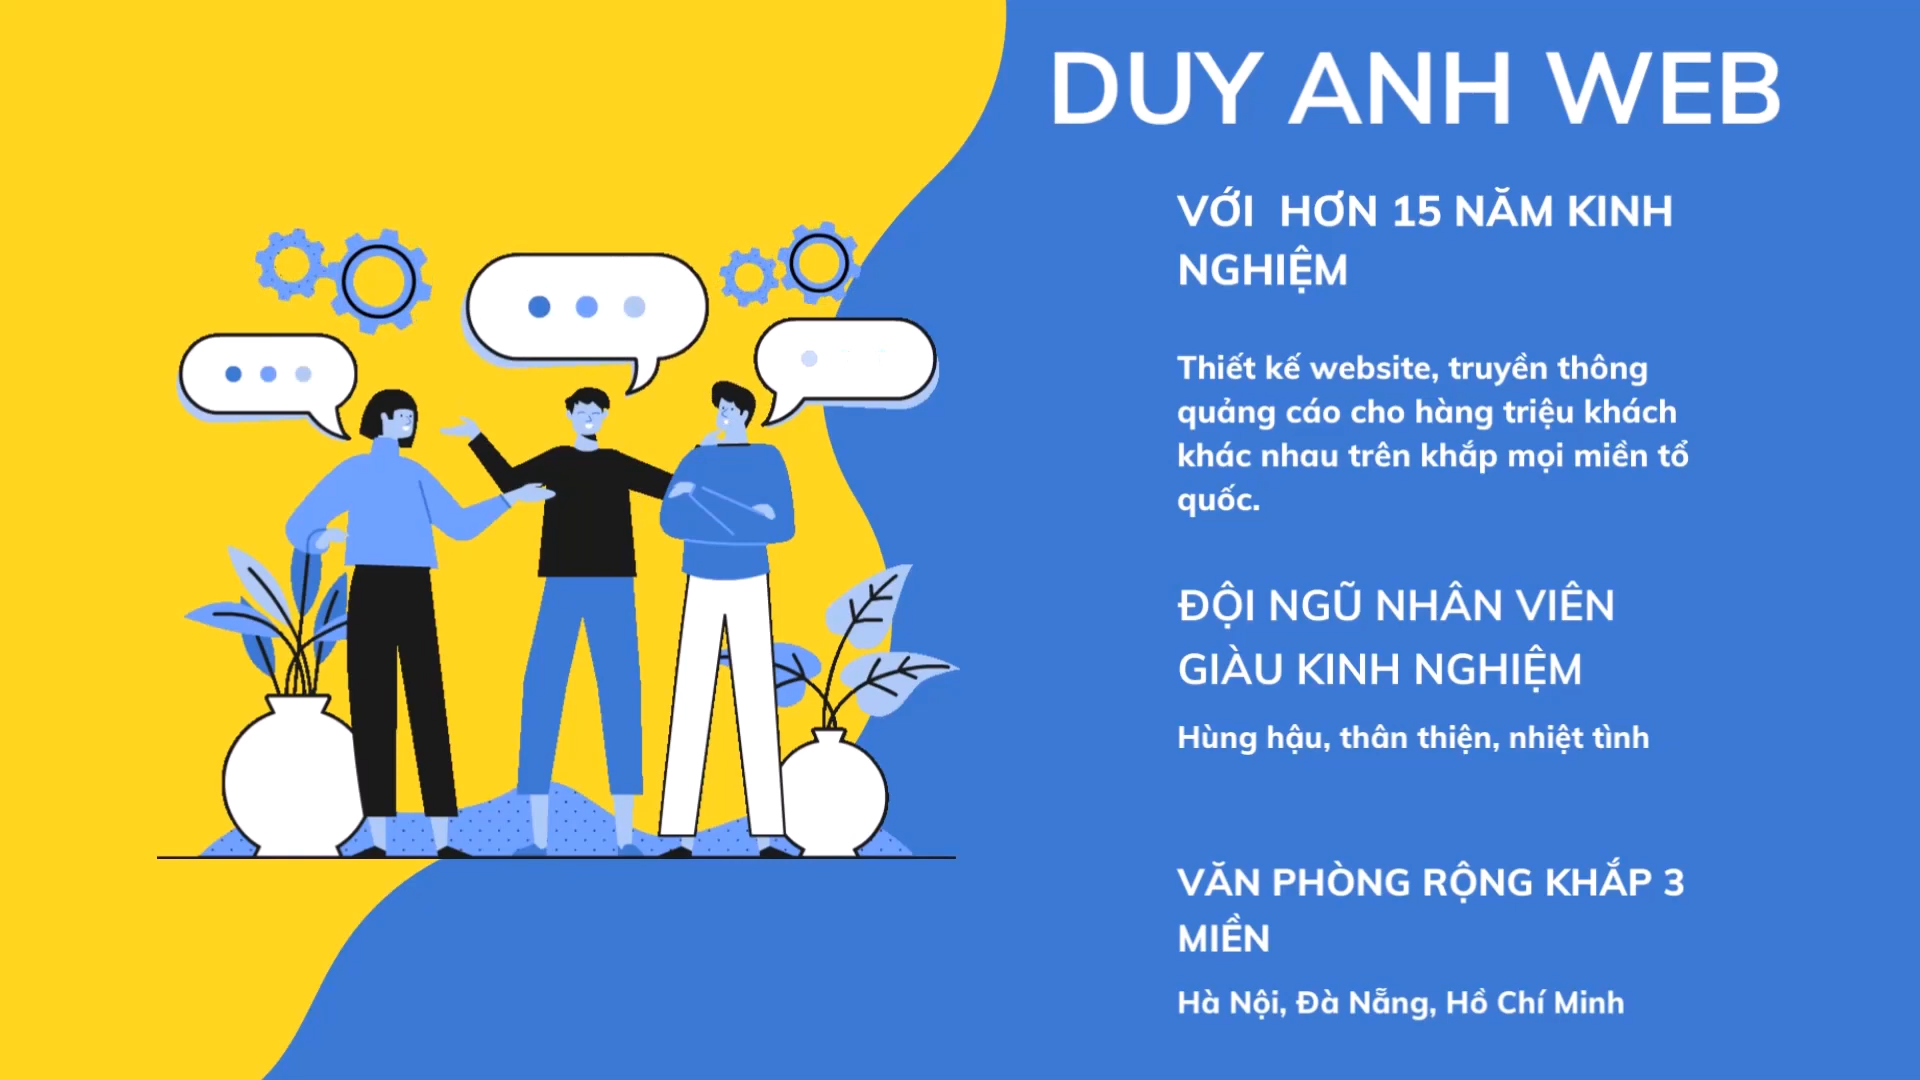 DUY ANH WEB
VỚI  HƠN 15 NĂM KINH
NGHIỆM
Thiết kế website, truyền thông
quảng cáo cho hàng triệu khách
khác nhau trên khắp mọi miền tổ
quốc.
ĐỘI NGŨ NHÂN VIÊN
GIÀU KINH NGHIỆM
Hùng hậu, thân thiện, nhiệt tình
VĂN PHÒNG RỘNG KHẮP 3
MIỀN
Hà Nội, Đà Nẵng, Hồ Chí Minh